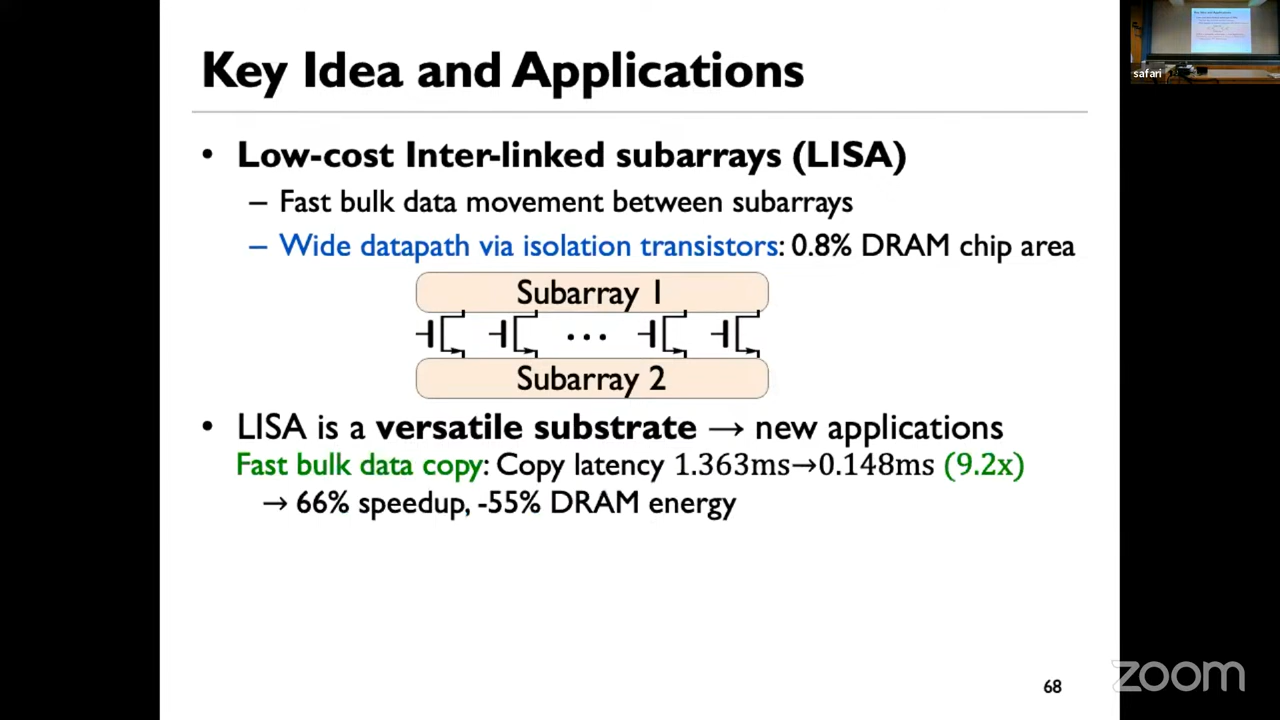 Key Idea and Applications
safari
• Low-cost Inter-linked subarrays (LISA)
– Fast bulk data movement between subarrays
– Wide datapath via isolation transistors: 0.8% DRAM chip area
Subarray 1
...
Subarray 2
• LISA is a versatile substrate → new applications
Fast bulk data copy: Copy latency 1.363ms→0.148ms (9.2x)
→ 66% speedup, -55% DRAM energy
68
zoom